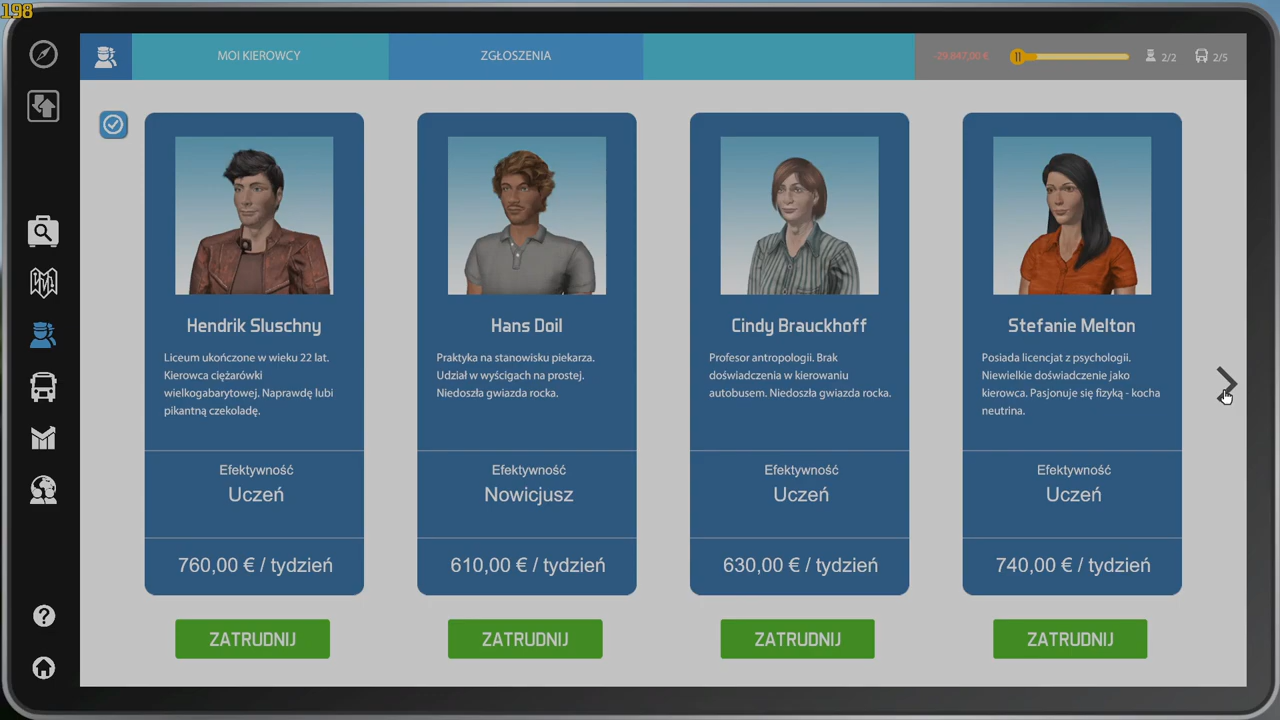 198
MOI KIEROWCY
ZGŁOSZENIA
-29.847,00 €
2/2
2/5
Hendrik Sluschny
Liceum ukończone w wieku 22 lat.
Kierowca ciężarówki
wielkogabarytowej. Naprawdę lubi
pikantną czekoladę.
Efektywność
Uczeń
760,00 € / tydzień
ZATRUDNIJ
Hans Doil
Praktyka na stanowisku piekarza.
Udział w wyścigach na prostej.
Niedoszła gwiazda rocka.
Efektywność
Nowicjusz
610,00 € / tydzień
ZATRUDNIJ
Cindy Brauckhoff
Profesor antropologii. Brak
doświadczenia w kierowaniu
autobusem. Niedoszła gwiazda rocka.
Efektywność
Uczeń
630,00 € / tydzień
ZATRUDNIJ
Stefanie Melton
Posiada licencjat z psychologii.
Niewielkie doświadczenie jako
kierowca. Pasjonuje się fizyką - kocha
neutrina.
Efektywność
Uczeń
740,00 € / tydzień
ZATRUDNIJ